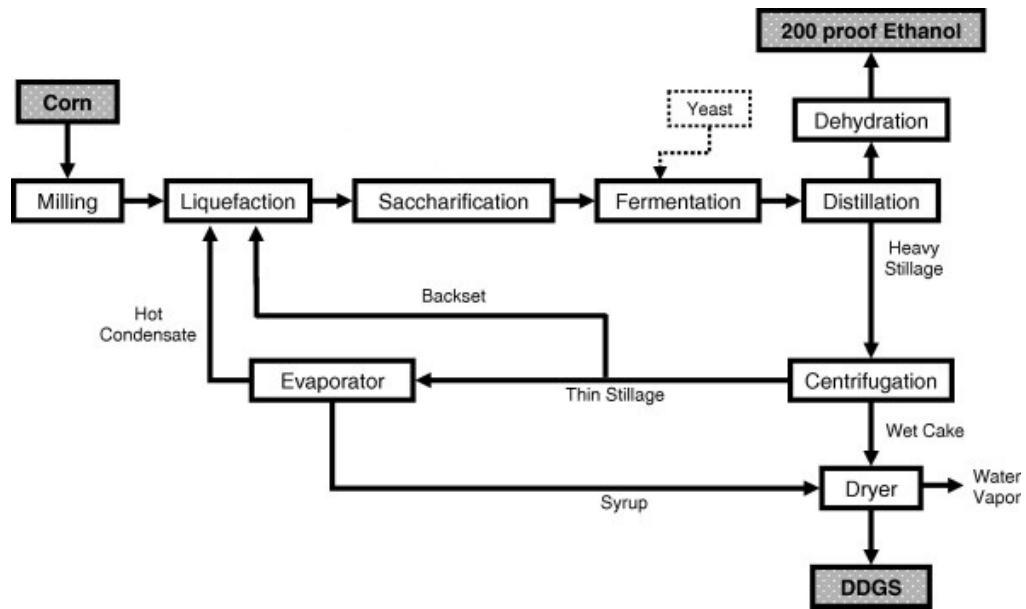 200 proof Ethanol
Corn
Yeast
Dehydration
Milling
Liquefaction
Saccharification
Fermentation
Distillation
Heavy
Stillage
Backset
Hot
Condensate
Evaporator
Thin Stillage
Centrifugation
Wet Cake
Dryer
Water
Vapor
Syrup
DDGS